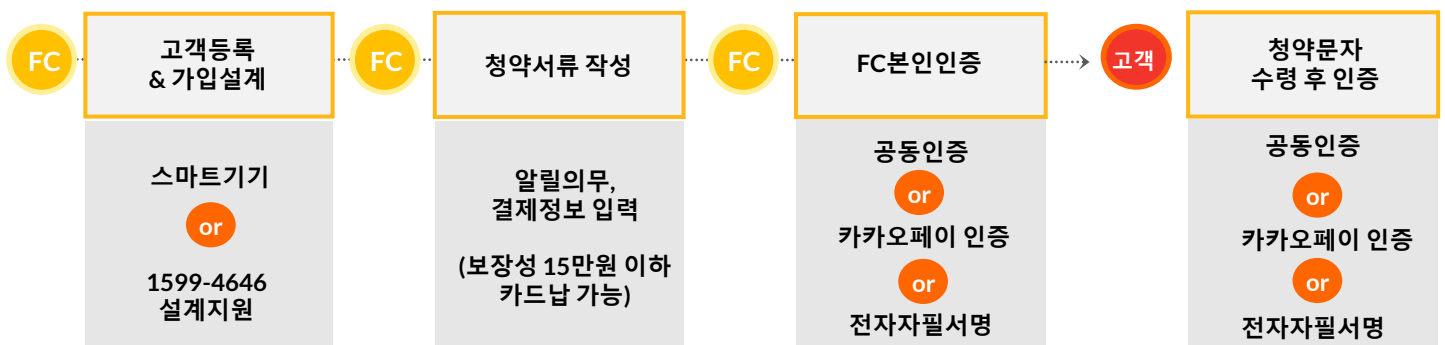 FC
고객등록
& 가입설계
FC
청약서류 작성
FC
FC본인인증
고객
청약문자
수령 후 인증
스마트기기
or
1599-4646
설계지원
알릴의무,
결제정보 입력
(보장성 15만원 이하
카드납 가능)
공동인증
or
카카오페이 인증
or
전자자필서명
공동인증
or
카카오페이 인증
or
전자자필서명